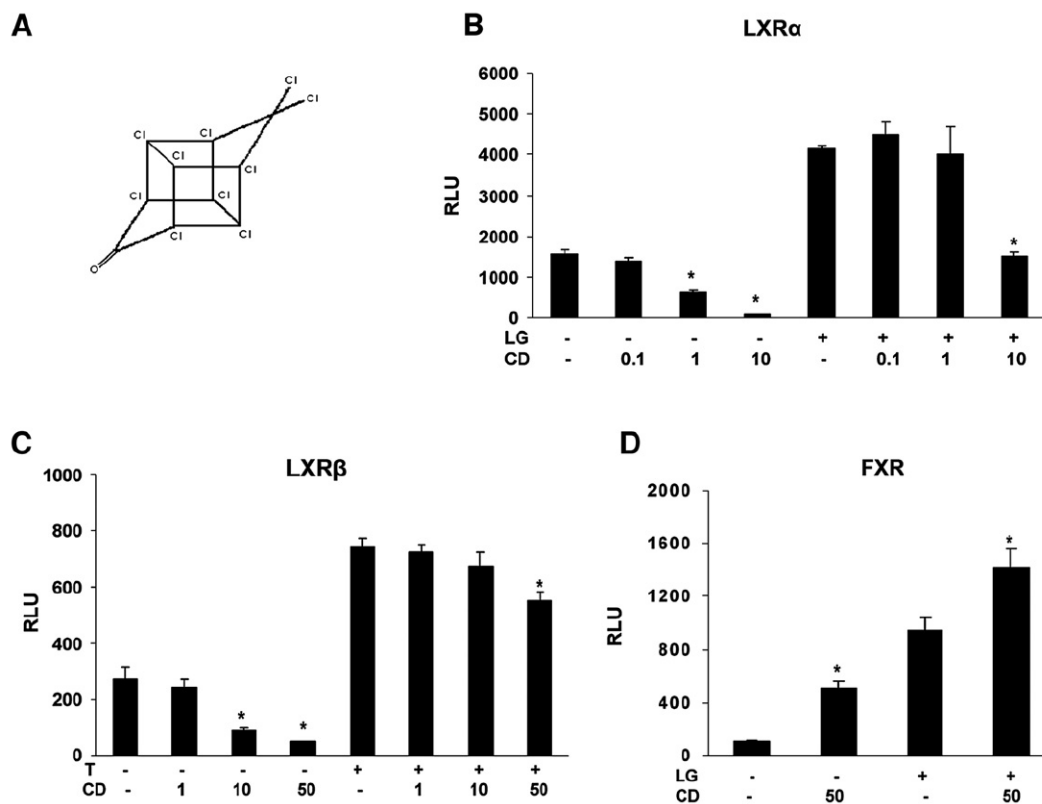 A
Cl
Cl
Cl
Cl
Cl
Cl
Cl
Cl
Cl
Cl
O
B
LXRα
RLU
6000
5000
4000
3000
2000
1000
0
* * *
LG - - - - + + + +
CD - 0.1 1 10 - 0.1 1 10
C
LXRβ
RLU
1000
800
600
400
200
0
* * *
T - - - - + + + +
CD - 1 10 50 - 1 10 50
D
FXR
RLU
2000
1600
1200
800
400
0
* *
LG - - + +
CD - 50 - 50